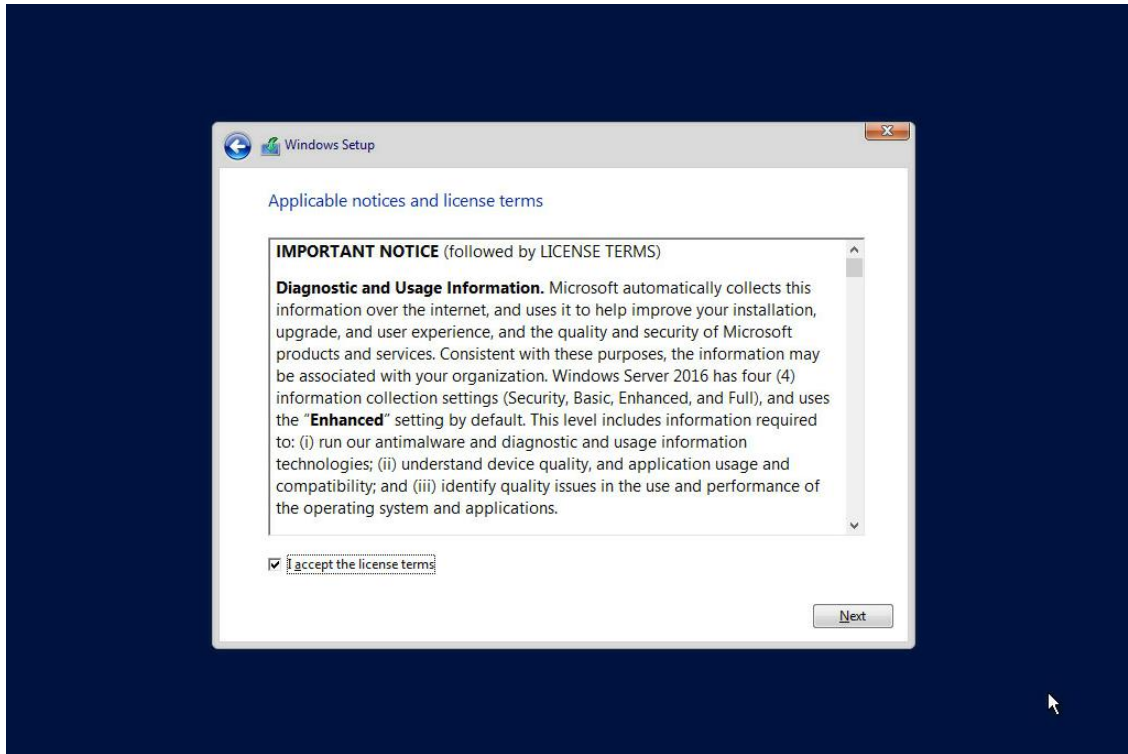 Windows Setup
Applicable notices and license terms
IMPORTANT NOTICE (followed by LICENSE TERMS)
Diagnostic and Usage Information. Microsoft automatically collects this
information over the internet, and uses it to help improve your installation,
upgrade, and user experience, and the quality and security of Microsoft
products and services. Consistent with these purposes, the information may
be associated with your organization. Windows Server 2016 has four (4)
information collection settings (Security, Basic, Enhanced, and Full), and uses
the “Enhanced” setting by default. This level includes information required
to: (i) run our antimalware and diagnostic and usage information
technologies; (ii) understand device quality, and application usage and
compatibility; and (iii) identify quality issues in the use and performance of
the operating system and applications.
I accept the license terms
Next